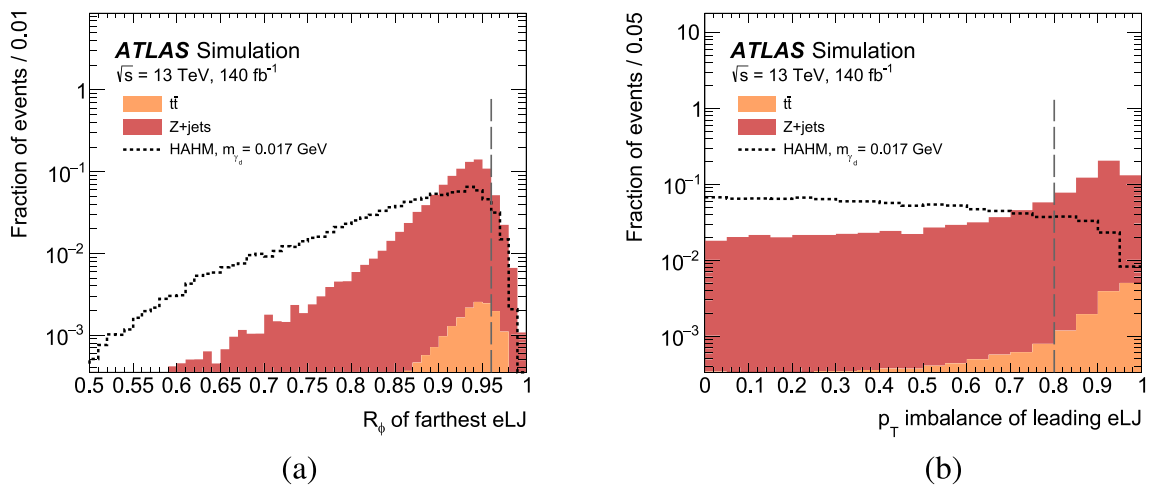 Fraction of events / 0.01
ATLAS Simulation
√s = 13 TeV, 140 fb⁻¹
tt̄
Z+jets
HAHM, m_γd = 0.017 GeV
1
10⁻¹
10⁻²
10⁻³
0.5 0.55 0.6 0.65 0.7 0.75 0.8 0.85 0.9 0.95 1
R_ϕ of farthest eLJ
(a)
Fraction of events / 0.05
ATLAS Simulation
√s = 13 TeV, 140 fb⁻¹
tt̄
Z+jets
HAHM, m_γd = 0.017 GeV
10
1
10⁻¹
10⁻²
10⁻³
0 0.1 0.2 0.3 0.4 0.5 0.6 0.7 0.8 0.9 1
p_T imbalance of leading eLJ
(b)